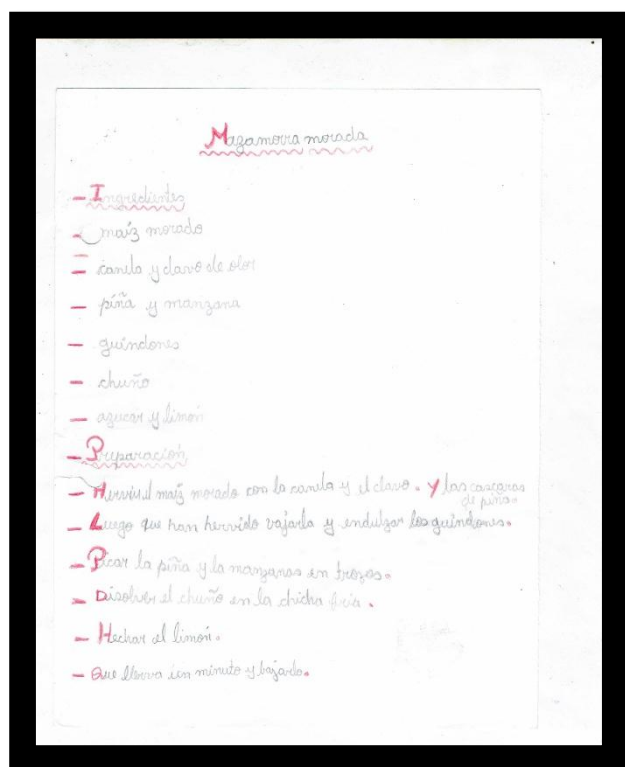 Mazamorra morada
- Ingredientes
- maíz morado
- canela y clavo de olor
- piña y manzana
- guindones
- chuño
- azucar y limón
- Preparación
- Hervir el maíz morado con la canela y el clavo. Y las cascaras
de piña.
- Luego que han hervido vajarla y endulzar los guindones.
- Picar la piña y la manzanas en trozos.
- Disolver el chuño en la chicha fria.
- Hechar el limón.
- Que llerva un minuto y bajarlo.